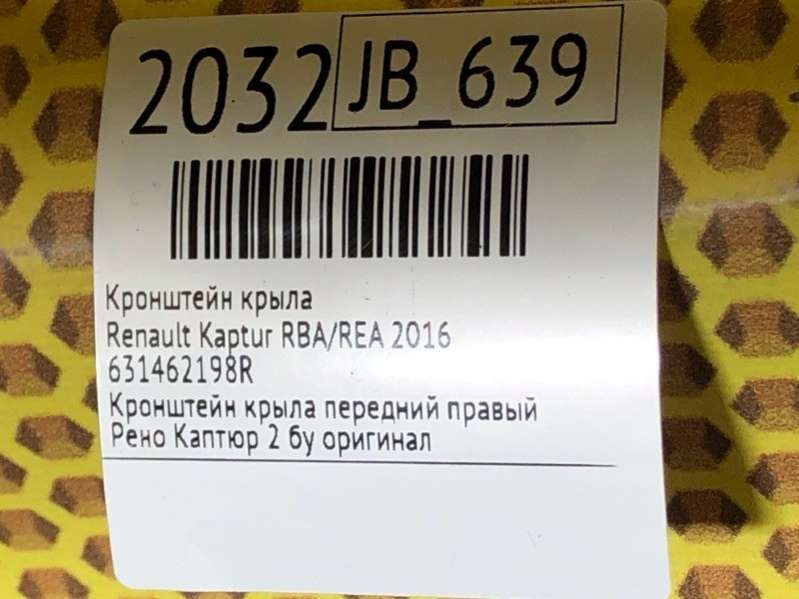 2032 JB_639
Кронштейн крыла
Renault Kaptur RBA/REA 2016
631462198R
Кронштейн крыла передний правый
Рено Каптюр 2 бу оригинал